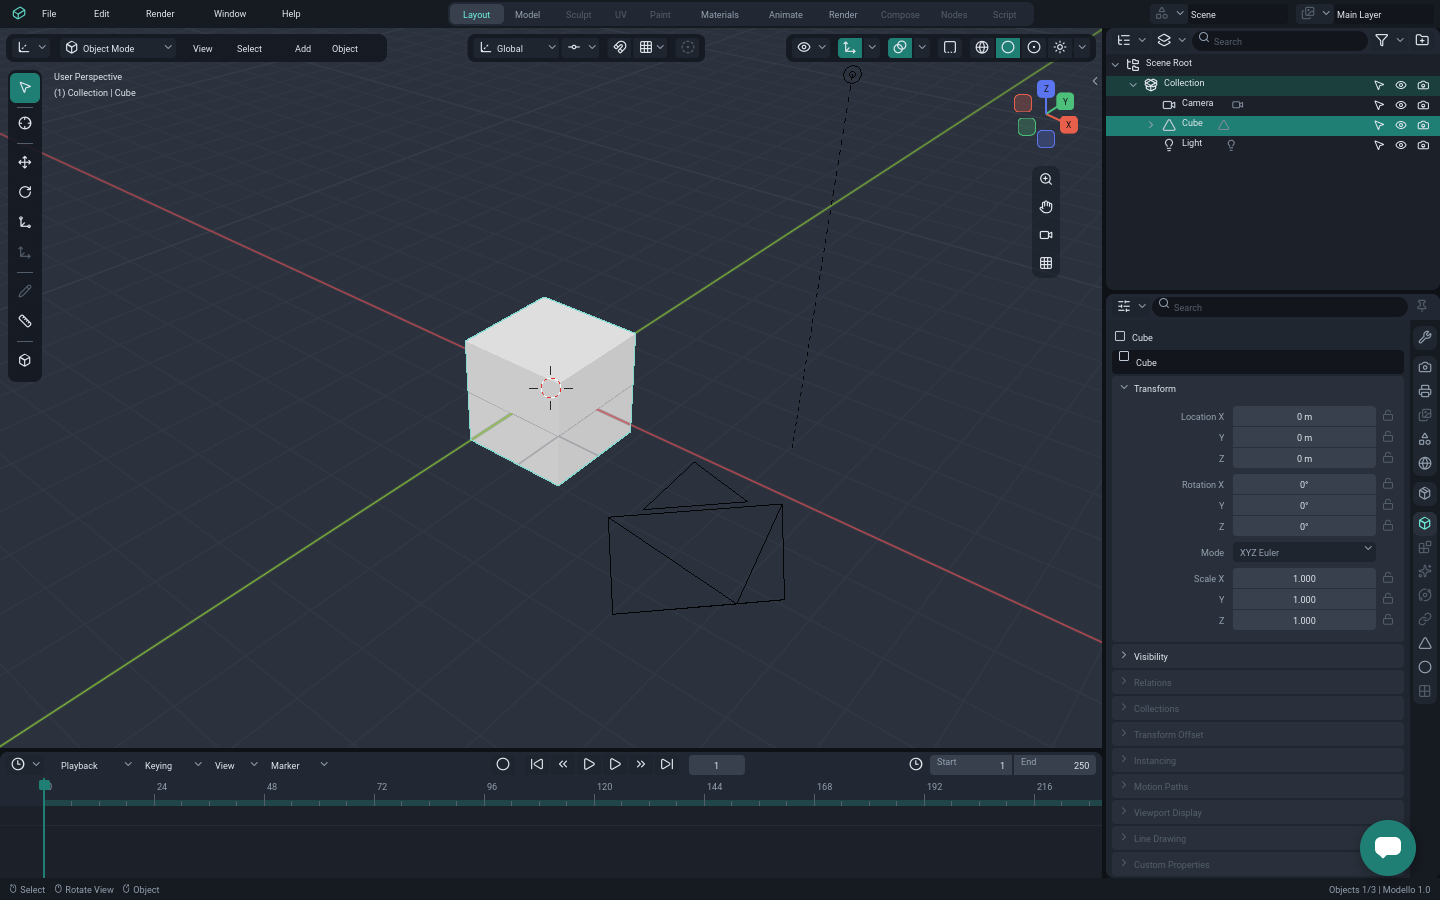 File Edit Render Window Help Layout Model Sculpt UV Paint Materials Animate Render Compose Nodes Script Scene Main Layer
Object Mode View Select Add Object Global
Search
User Perspective
(1) Collection | Cube
Z
Y
X
Scene Root
Collection
Camera
Cube
Light
Search
Cube
Cube
Transform
Location X 0 m
Y 0 m
Z 0 m
Rotation X 0°
Y 0°
Z 0°
Mode XYZ Euler
Scale X 1.000
Y 1.000
Z 1.000
Visibility
Relations
Collections
Transform Offset
Instancing
Motion Paths
Viewport Display
Line Drawing
Custom Properties
Playback Keying View Marker 1 Start 1 End 250
24 48 72 96 120 144 168 192 216
Select Rotate View Object Objects 1/3 | Modello 1.0